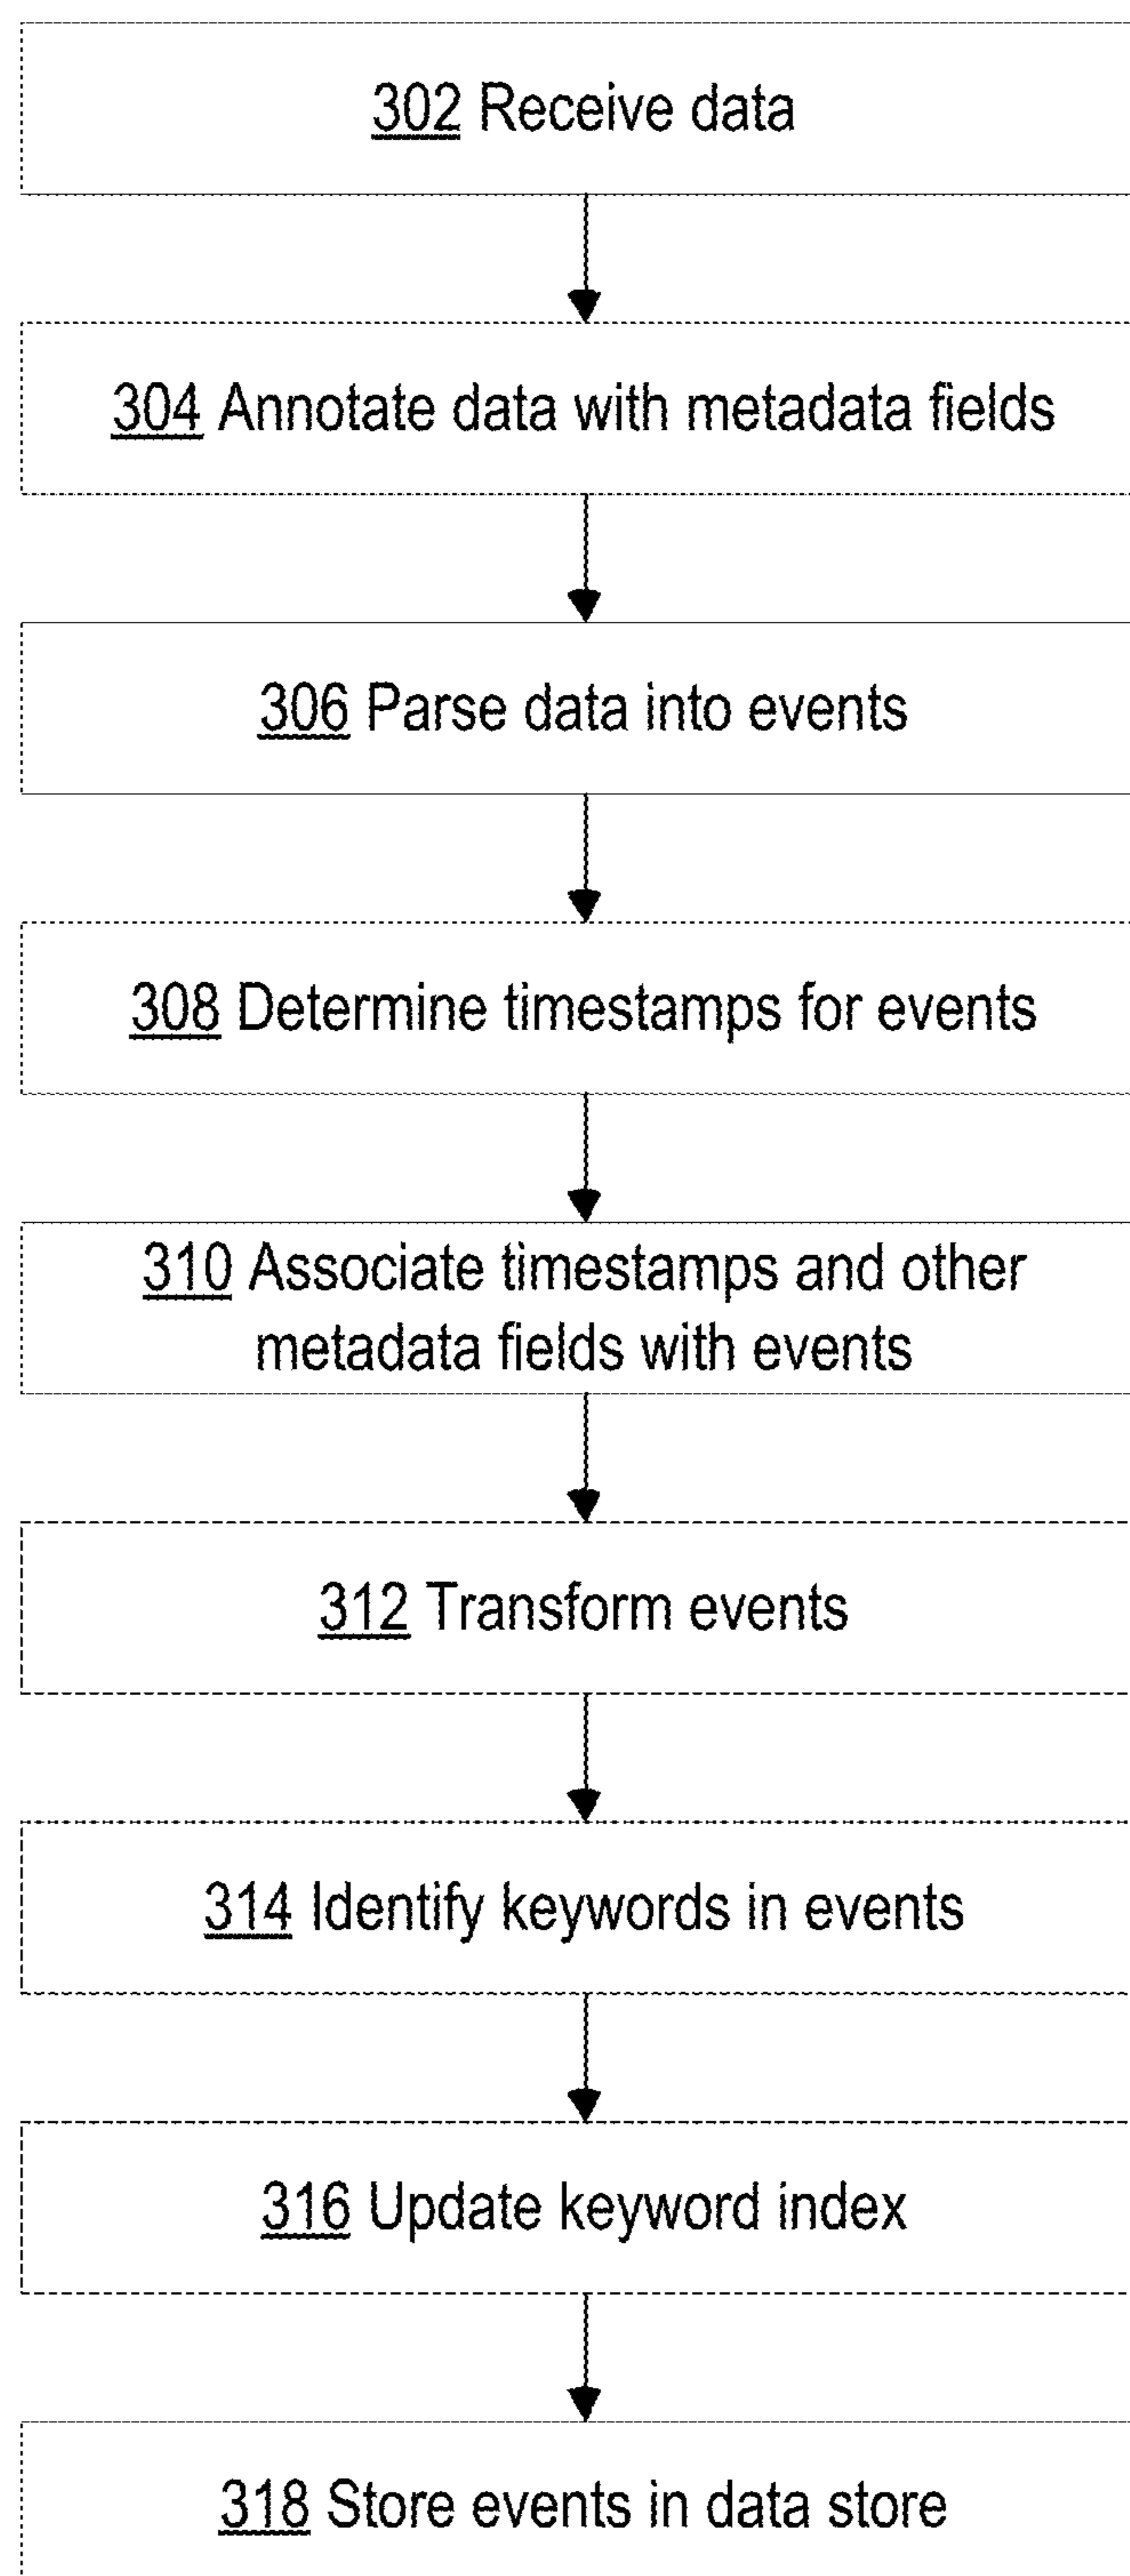 302 Receive data
304 Annotate data with metadata fields
306 Parse data into events
308 Determine timestamps for events
310 Associate timestamps and other
metadata fields with events
312 Transform events
314 Identify keywords in events
316 Update keyword index
318 Store events in data store